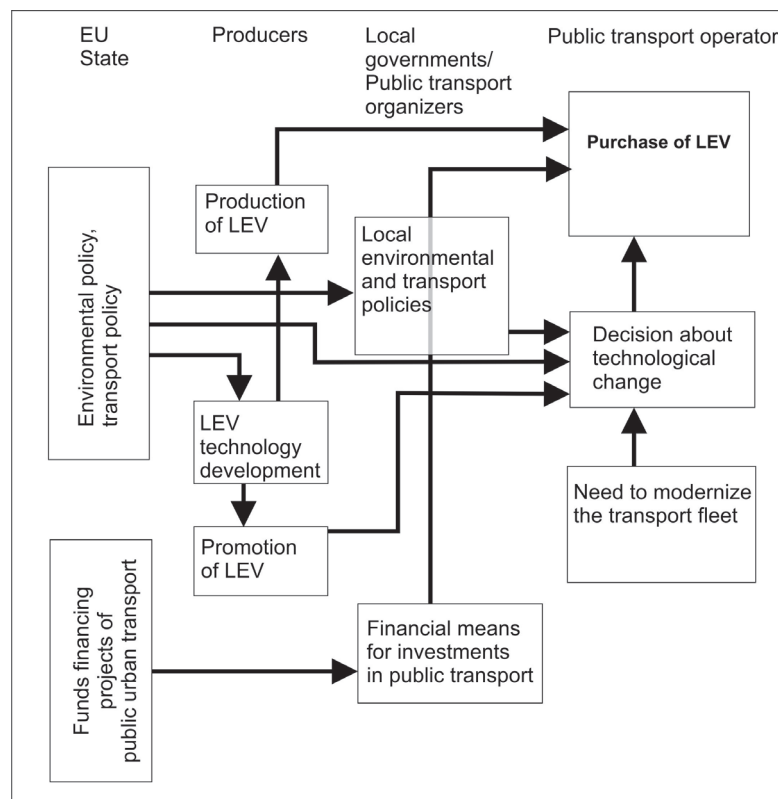 EU
State
Producers
Local
governments/
Public transport
organizers
Public transport operator
Environmental policy,
transport policy
Funds financing
projects of
public urban transport
Production
of LEV
LEV
technology
development
Promotion
of LEV
Local
environmental
and transport
policies
Financial means
for investments
in public transport
Purchase of LEV
Decision about
technological
change
Need to modernize
the transport fleet